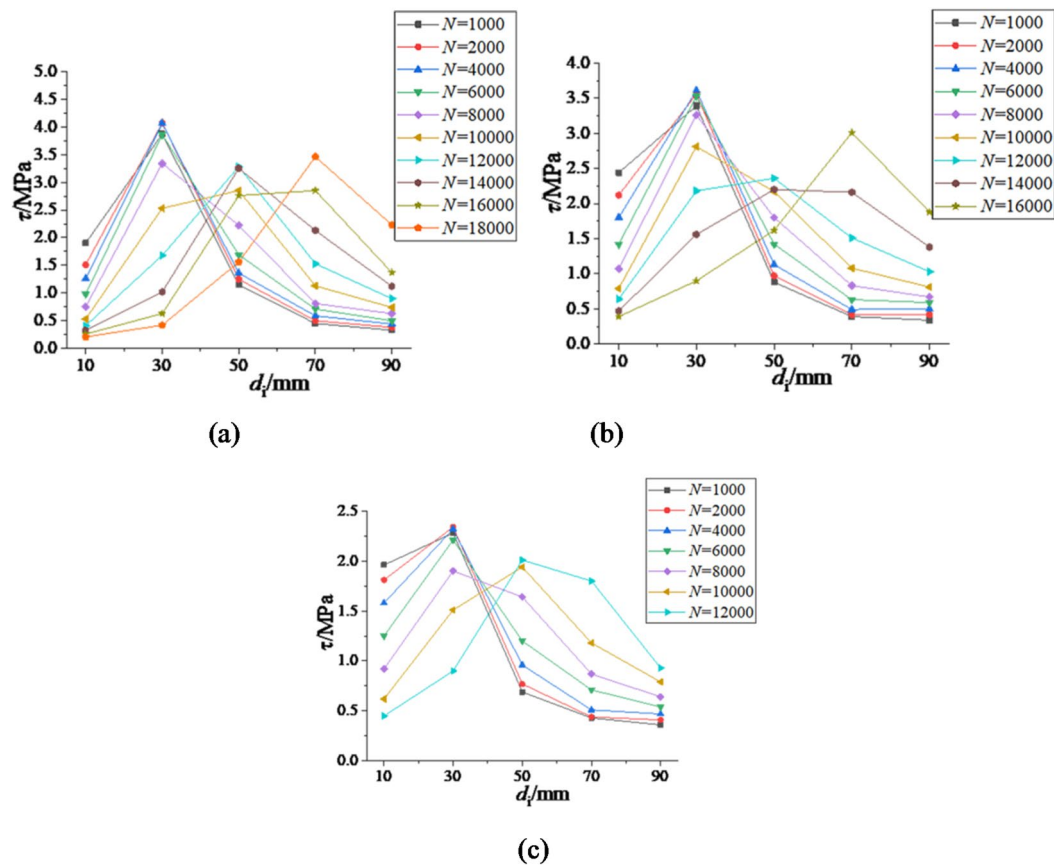 N=1000
N=2000
N=4000
N=6000
N=8000
N=10000
N=12000
N=14000
N=16000
N=18000
5.0
4.5
4.0
3.5
3.0
2.5
2.0
1.5
1.0
0.5
0.0
τ/MPa
10 30 50 70 90
di/mm
(a)
N=1000
N=2000
N=4000
N=6000
N=8000
N=10000
N=12000
N=14000
N=16000
4.0
3.5
3.0
2.5
2.0
1.5
1.0
0.5
0.0
τ/MPa
10 30 50 70 90
di/mm
(b)
N=1000
N=2000
N=4000
N=6000
N=8000
N=10000
N=12000
2.5
2.0
1.5
1.0
0.5
0.0
τ/MPa
10 30 50 70 90
di/mm
(c)